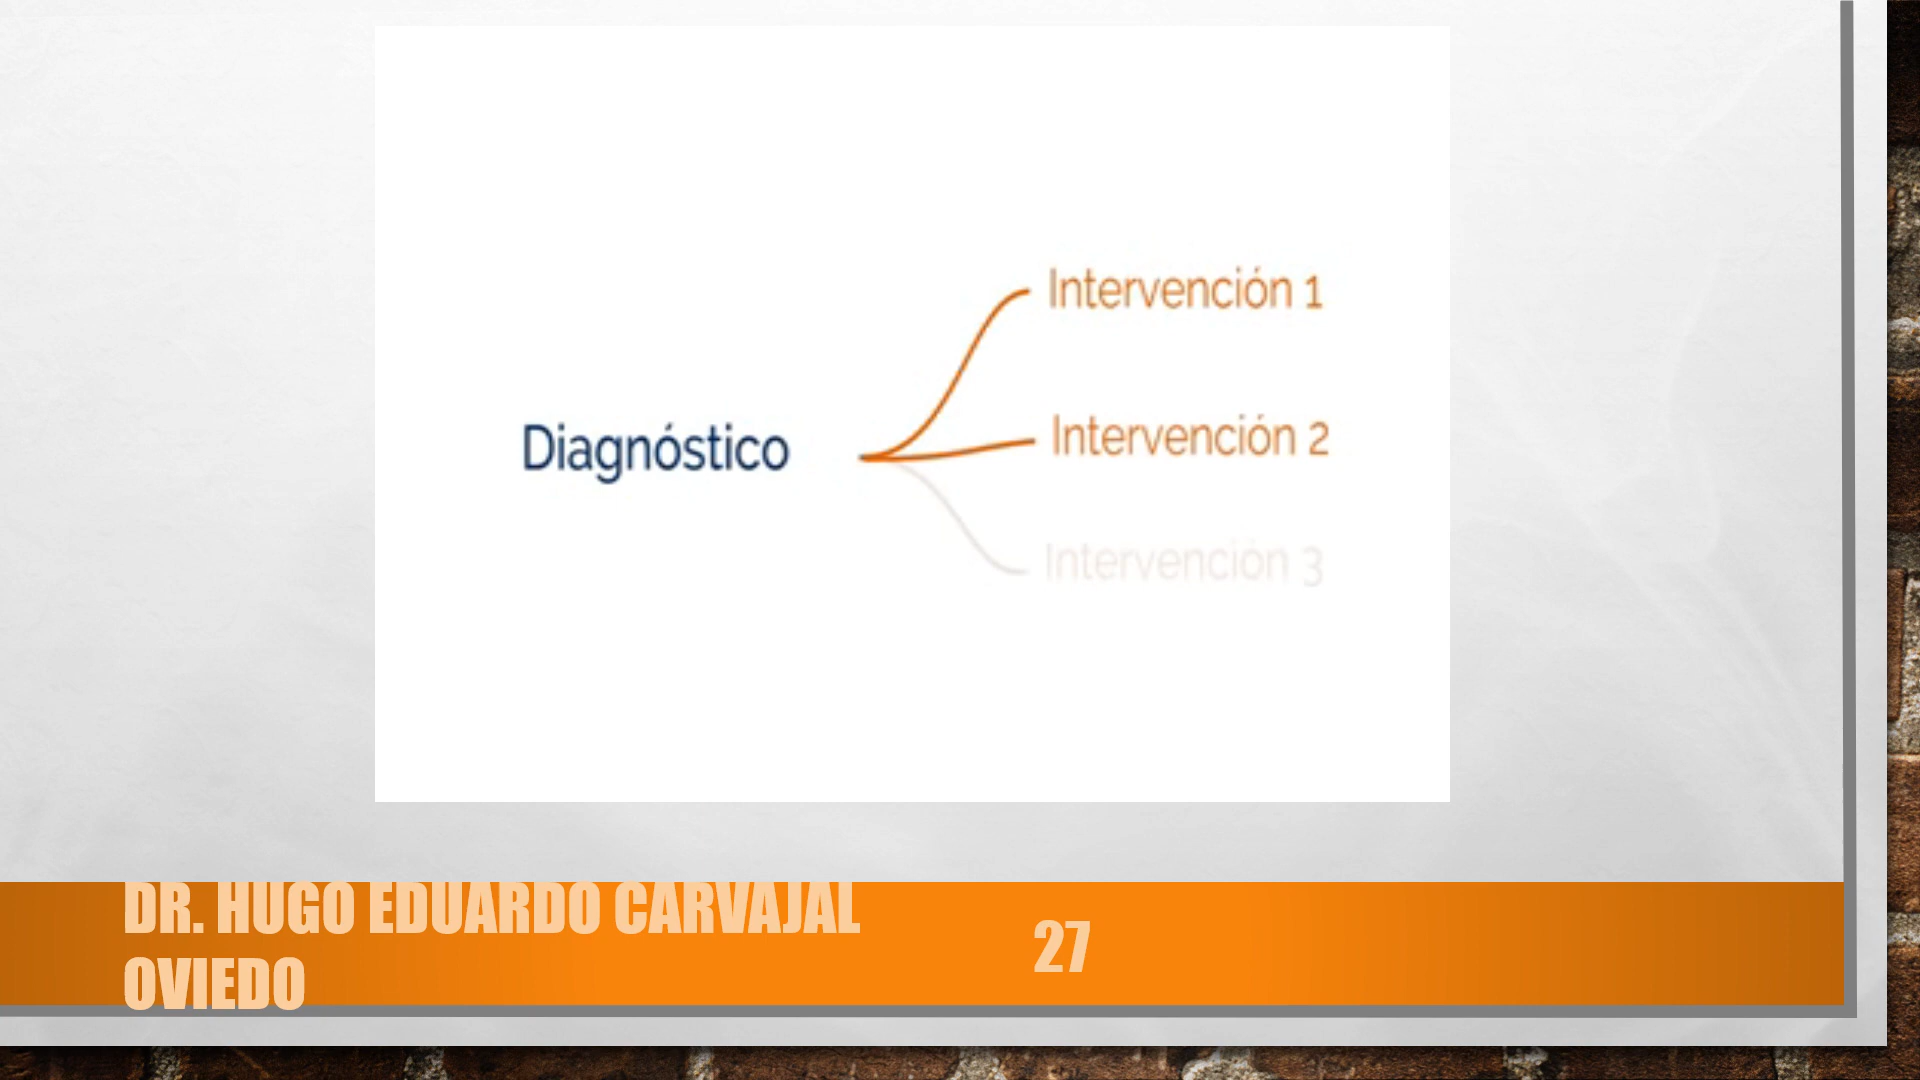 Intervención 1
Diagnóstico
Intervención 2
Intervención 3
DR. HUGO EDUARDO CARVAJAL
OVIEDO
27